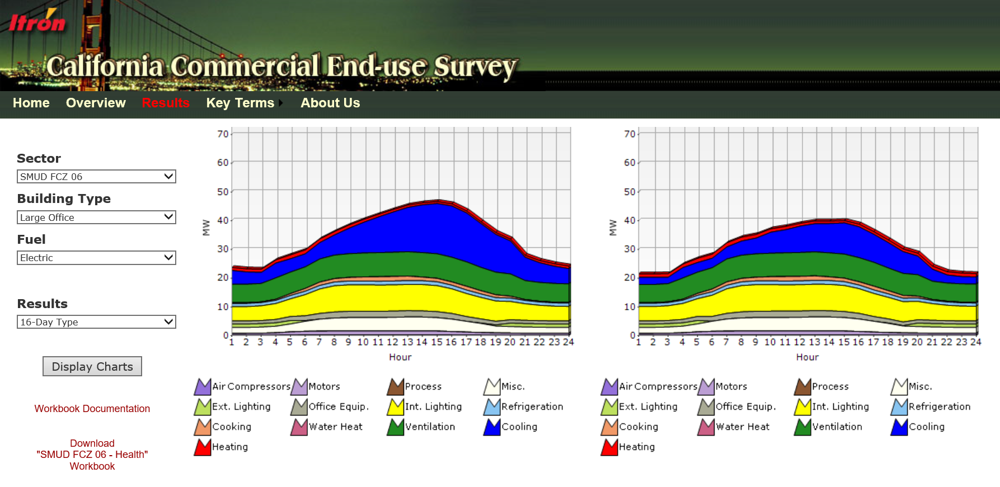 Itrón
California Commercial End-use Survey
Home Overview Results Key Terms About Us
Sector
SMUD FCZ 06
Building Type
Large Office
Fuel
Electric
Results
16-Day Type
Display Charts
Workbook Documentation
Download
"SMUD FCZ 06 - Health"
Workbook
70
60
50
40
30
20
10
0
MW
1 2 3 4 5 6 7 8 9 10 11 12 13 14 15 16 17 18 19 20 21 22 23 24
Hour
Air Compressors Motors Process Misc.
Ext. Lighting Office Equip. Int. Lighting Refrigeration
Cooking Water Heat Ventilation Cooling
Heating
70
60
50
40
30
20
10
0
MW
1 2 3 4 5 6 7 8 9 10 11 12 13 14 15 16 17 18 19 20 21 22 23 24
Hour
Air Compressors Motors Process Misc.
Ext. Lighting Office Equip. Int. Lighting Refrigeration
Cooking Water Heat Ventilation Cooling
Heating